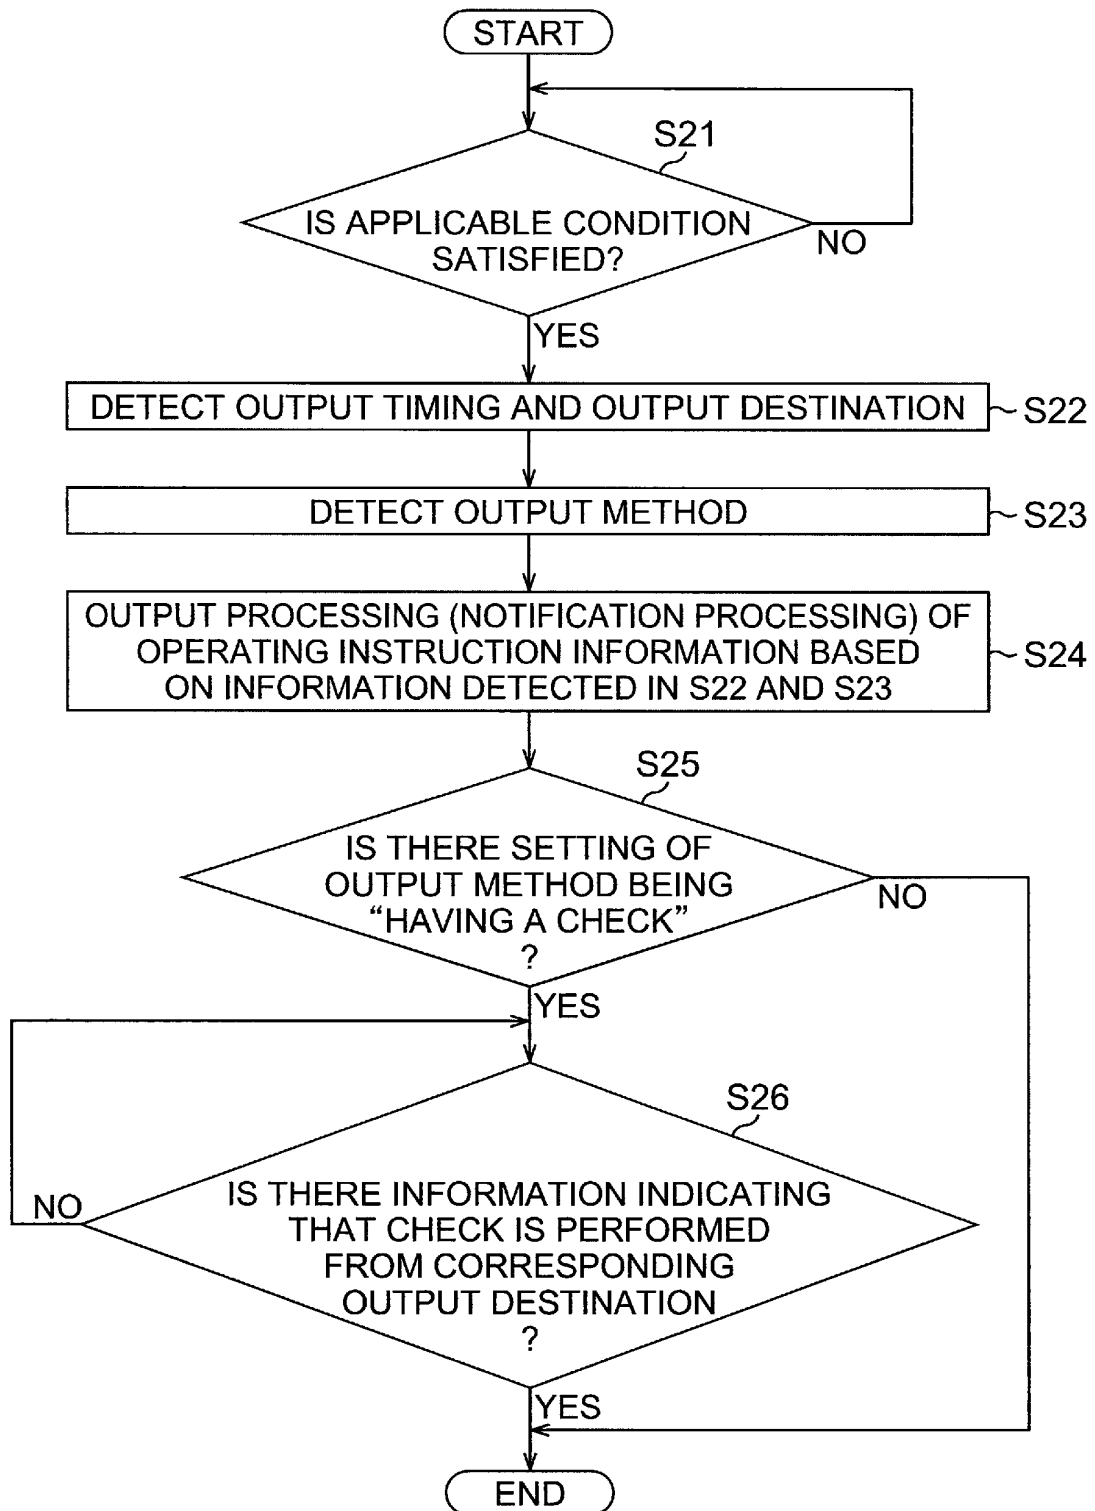 START
S21
IS APPLICABLE CONDITION
SATISFIED?
NO
YES
DETECT OUTPUT TIMING AND OUTPUT DESTINATION
S22
DETECT OUTPUT METHOD
S23
OUTPUT PROCESSING (NOTIFICATION PROCESSING) OF
OPERATING INSTRUCTION INFORMATION BASED
ON INFORMATION DETECTED IN S22 AND S23
S24
S25
IS THERE SETTING OF
OUTPUT METHOD BEING
“HAVING A CHECK”
?
NO
YES
S26
IS THERE INFORMATION INDICATING
THAT CHECK IS PERFORMED
FROM CORRESPONDING
OUTPUT DESTINATION
?
NO
YES
END